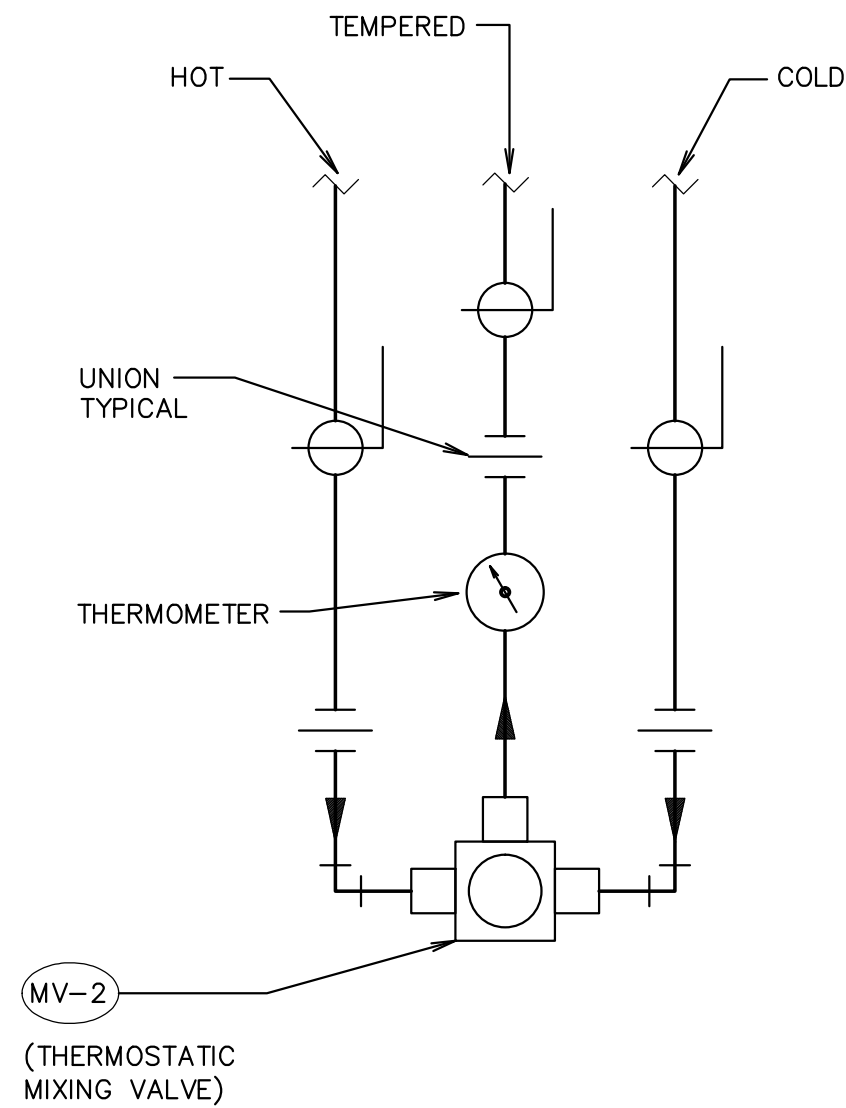 TEMPERED
HOT
COLD
UNION
TYPICAL
THERMOMETER
MV-2
(THERMOSTATIC
MIXING VALVE)